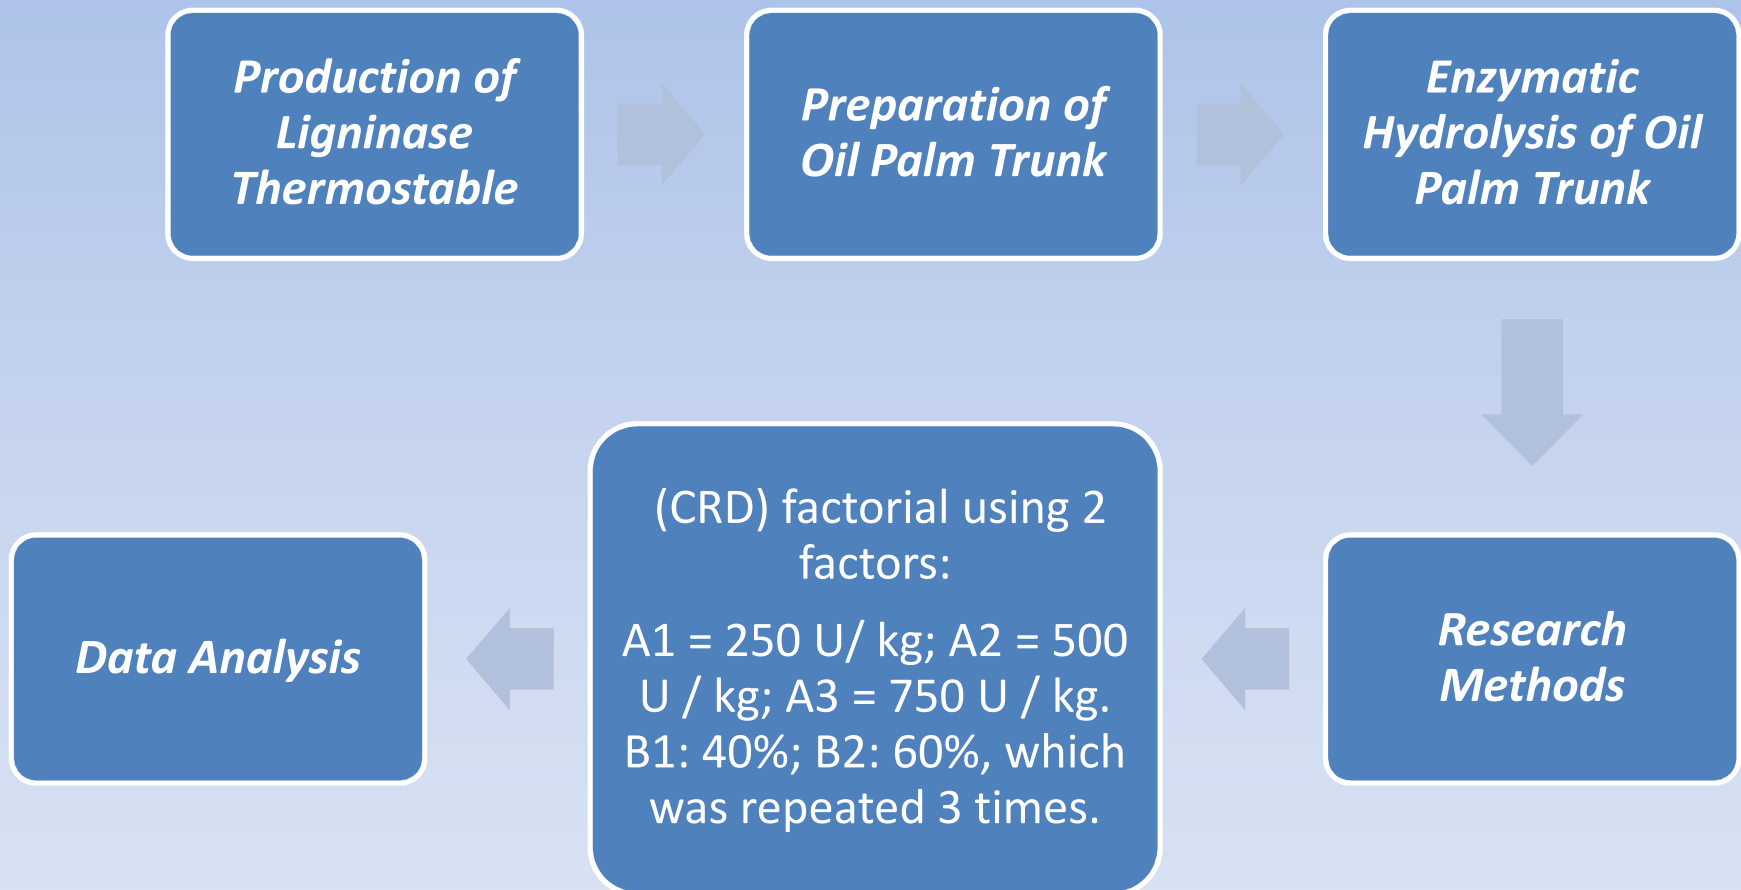 Production of
Ligninase
Thermostable
Preparation of
Oil Palm Trunk
Enzymatic
Hydrolysis of Oil
Palm Trunk
Research
Methods
(CRD) factorial using 2
factors:
A1 = 250 U/ kg; A2 = 500
U / kg; A3 = 750 U / kg.
B1: 40%; B2: 60%, which
was repeated 3 times.
Data Analysis